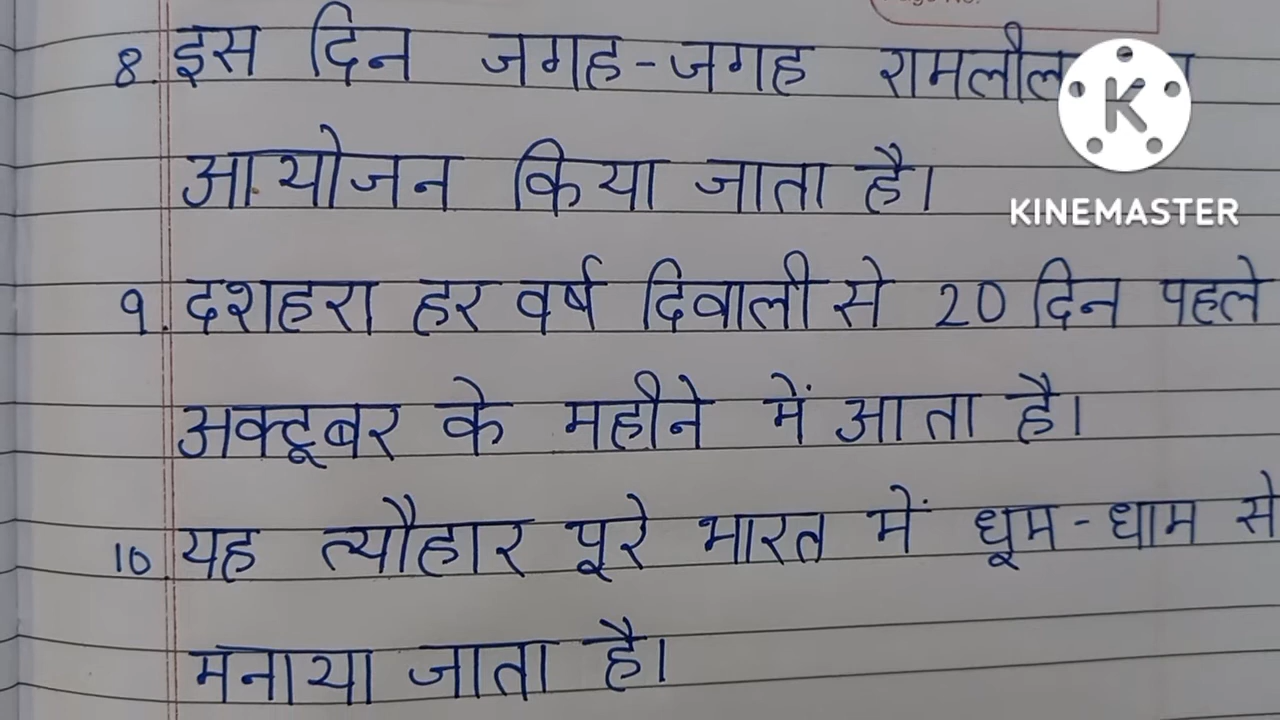 8. इस दिन जगह-जगह रामलील
आयोजन किया जाता है।
9. दशहरा हर वर्ष दिवाली से 20 दिन पहले
अक्टूबर के महीने में आता है।
10 यह त्यौहार पूरे भारत में धूम-धाम से
मनाया जाता है।
K
KINEMASTER